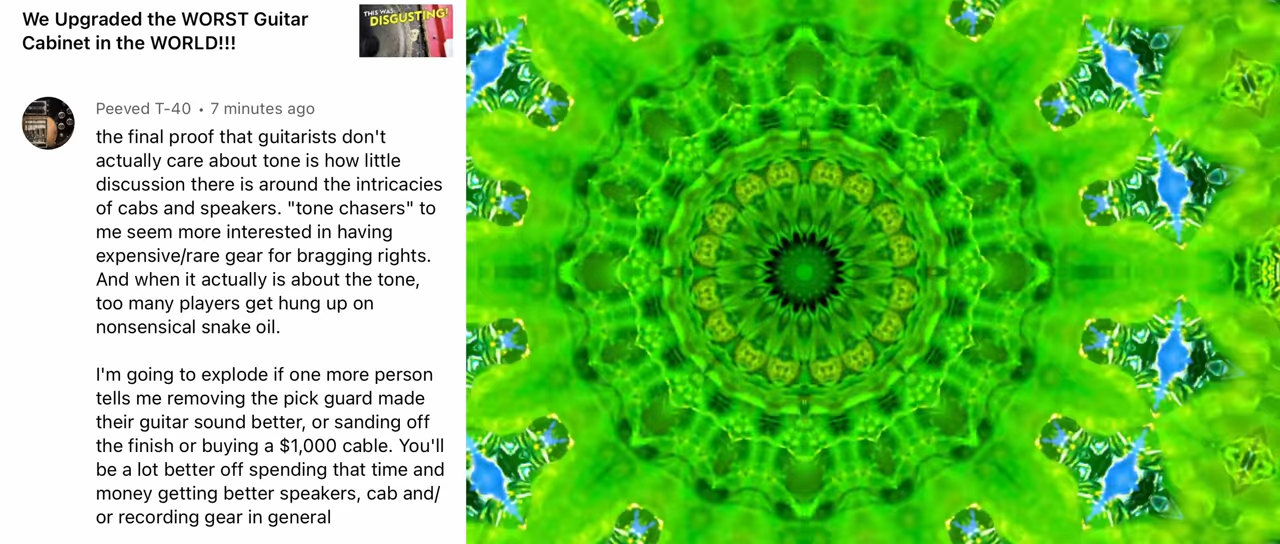 We Upgraded the WORST Guitar
Cabinet in the WORLD!!!
THIS WAS
DISGUSTING!
Peeved T-40 • 7 minutes ago
the final proof that guitarists don't
actually care about tone is how little
discussion there is around the intricacies
of cabs and speakers. "tone chasers" to
me seem more interested in having
expensive/rare gear for bragging rights.
And when it actually is about the tone,
too many players get hung up on
nonsensical snake oil.
I'm going to explode if one more person
tells me removing the pick guard made
their guitar sound better, or sanding off
the finish or buying a $1,000 cable. You'll
be a lot better off spending that time and
money getting better speakers, cab and/
or recording gear in general